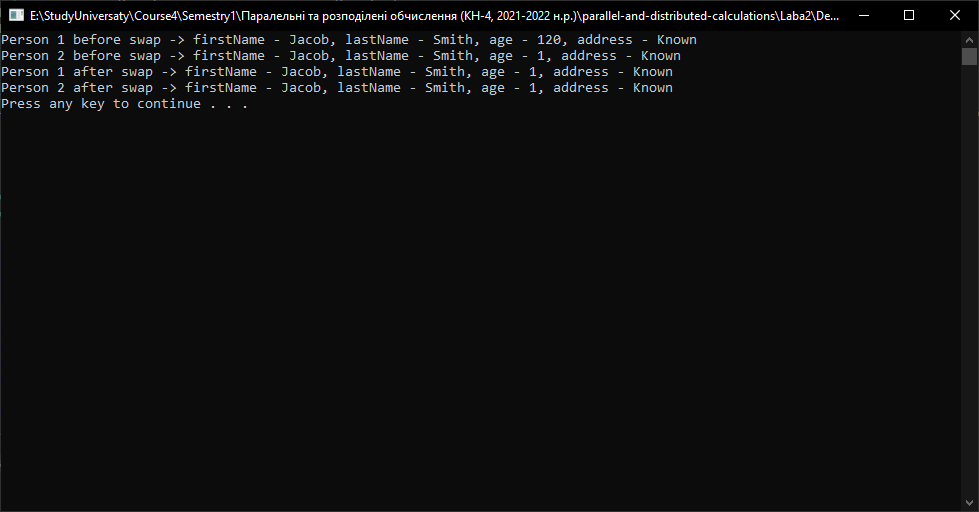 E:\StudyUniversaty\Course4\Semestry1\Паралельні та розподілені обчислення (КН-4, 2021-2022 н.р.)\parallel-and-distributed-calculations\Laba2\De...
Person 1 before swap -> firstName - Jacob, lastName - Smith, age - 120, address - Known
Person 2 before swap -> firstName - Jacob, lastName - Smith, age - 1, address - Known
Person 1 after swap -> firstName - Jacob, lastName - Smith, age - 1, address - Known
Person 2 after swap -> firstName - Jacob, lastName - Smith, age - 1, address - Known
Press any key to continue . . .